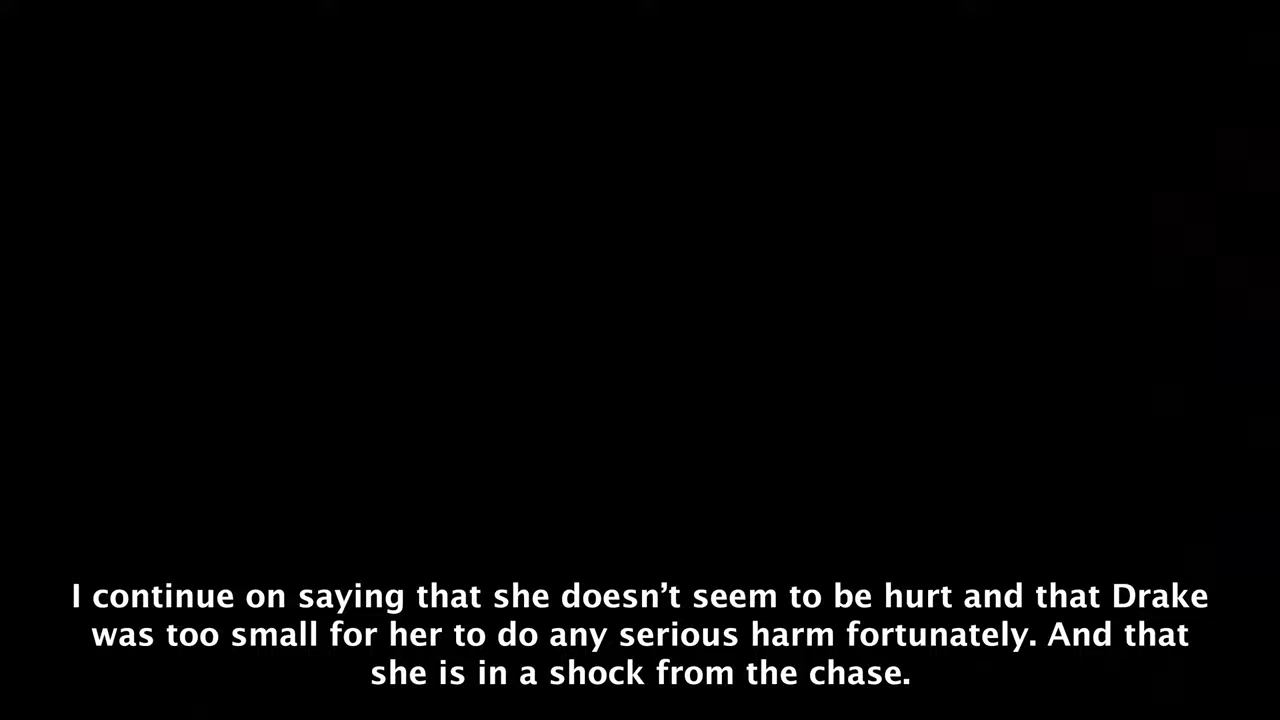 I continue on saying that she doesn’t seem to be hurt and that Drake
was too small for her to do any serious harm fortunately. And that
she is in a shock from the chase.